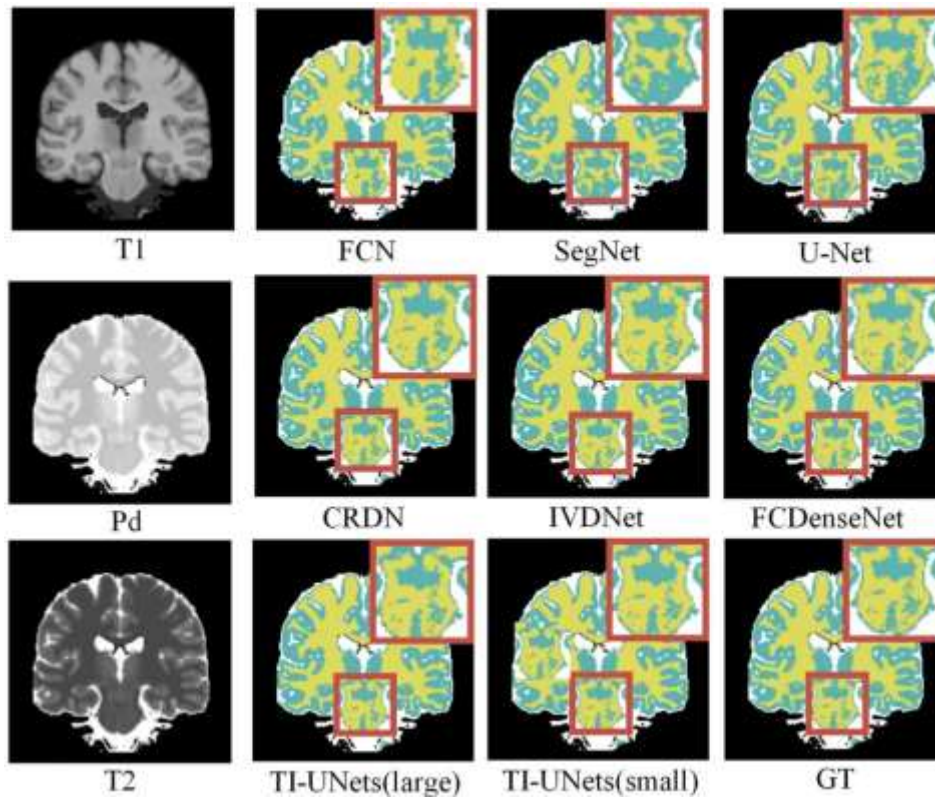 T1 FCN SegNet U-Net
Pd CRDN IVDNet FCDenseNet
T2 TI-UNets(large) TI-UNets(small) GT